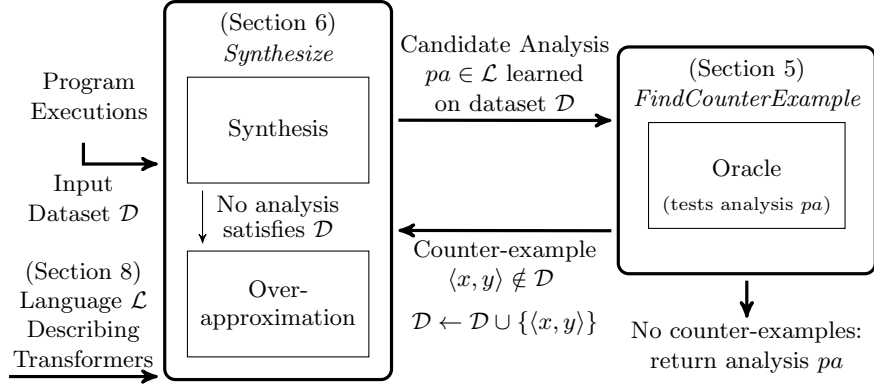 Program
Executions
Input
Dataset 𝒟
(Section 8)
Language ℒ
Describing
Transformers
(Section 6)
Synthesize
Synthesis
No analysis
satisfies 𝒟
Over-
approximation
Candidate Analysis
pa ∈ ℒ learned
on dataset 𝒟
Counter-example
⟨x, y⟩ ∉ 𝒟
𝒟 ← 𝒟 ∪ {⟨x, y⟩}
(Section 5)
FindCounterExample
Oracle
(tests analysis pa)
No counter-examples:
return analysis pa